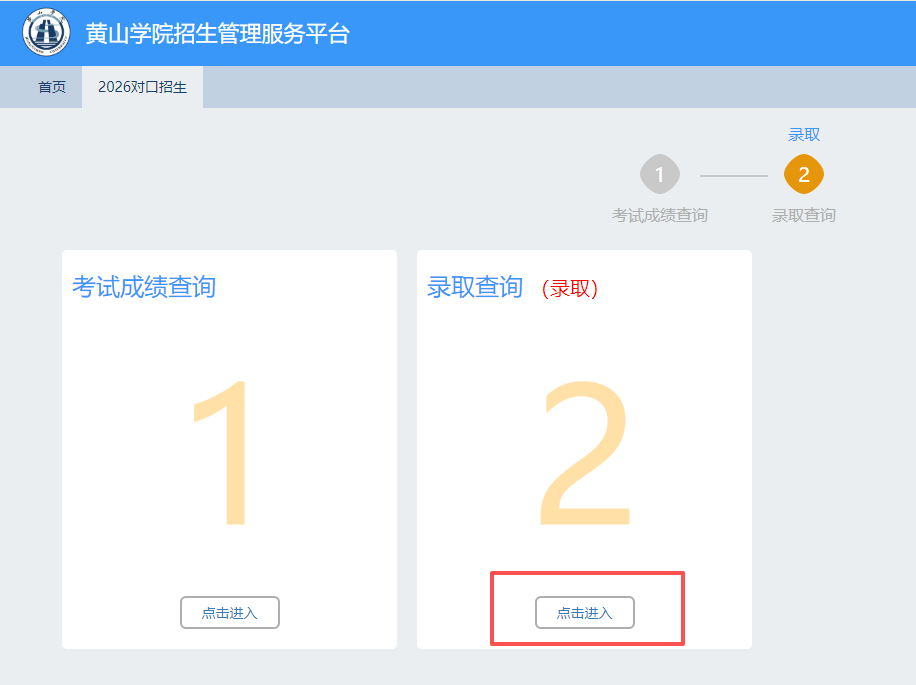 黄山学院招生管理服务平台
首页 2026对口招生
录取
1 2
考试成绩查询 录取查询
考试成绩查询
1
点击进入
录取查询 (录取)
2
点击进入